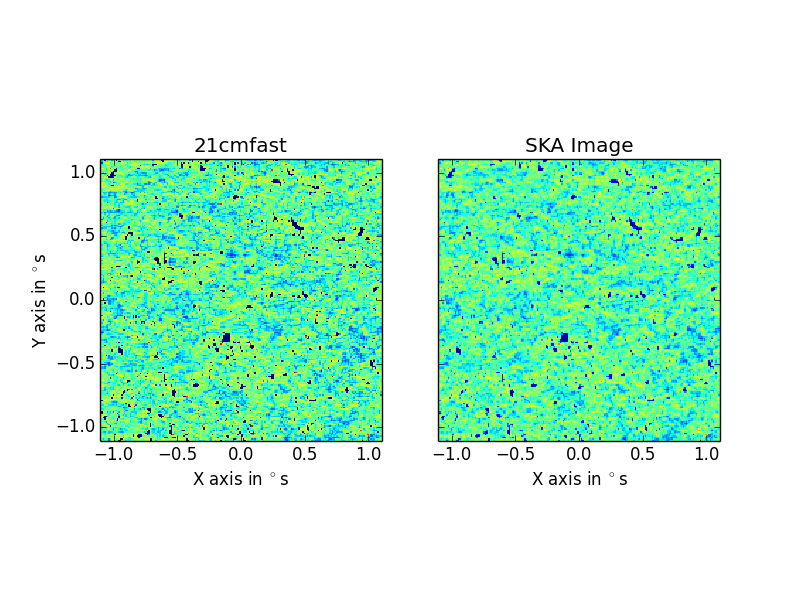 21cmfast
SKA Image
1.0
0.5
0.0
−0.5
−1.0
Y axis in °s
−1.0 −0.5 0.0 0.5 1.0
−1.0 −0.5 0.0 0.5 1.0
X axis in °s
X axis in °s